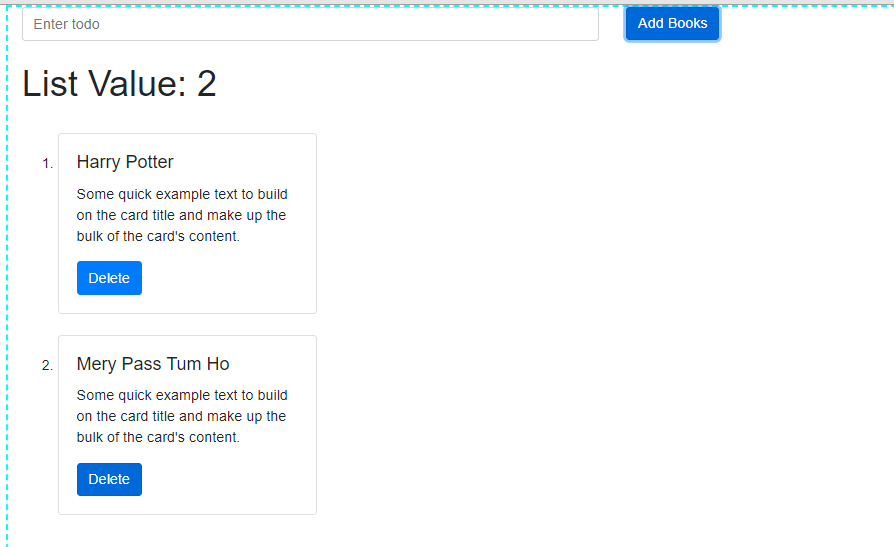 Enter todo
Add Books
List Value: 2
1. Harry Potter
Some quick example text to build
on the card title and make up the
bulk of the card's content.
Delete
2. Mery Pass Tum Ho
Some quick example text to build
on the card title and make up the
bulk of the card's content.
Delete